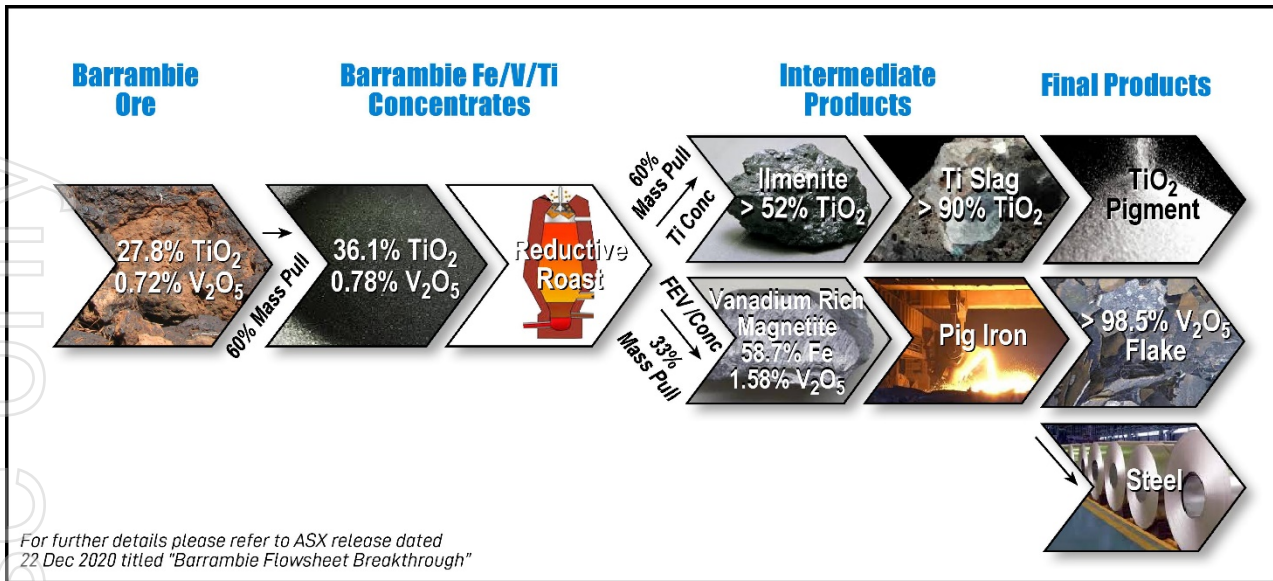 Barrambie
Ore
Barrambie Fe/V/Ti
Concentrates
Intermediate
Products
Final Products
27.8% TiO₂
0.72% V₂O₅
60% Mass Pull
36.1% TiO₂
0.78% V₂O₅
Reductive
Roast
60%
Mass Pull
Ti Conc
Ilmenite
> 52% TiO₂
Ti Slag
> 90% TiO₂
TiO₂
Pigment
FEV /Conc
33%
Mass Pull
Vanadium Rich
Magnetite
58.7% Fe
1.58% V₂O₅
Pig Iron
> 98.5% V₂O₅
Flake
Steel
For further details please refer to ASX release dated
22 Dec 2020 titled "Barrambie Flowsheet Breakthrough"
only